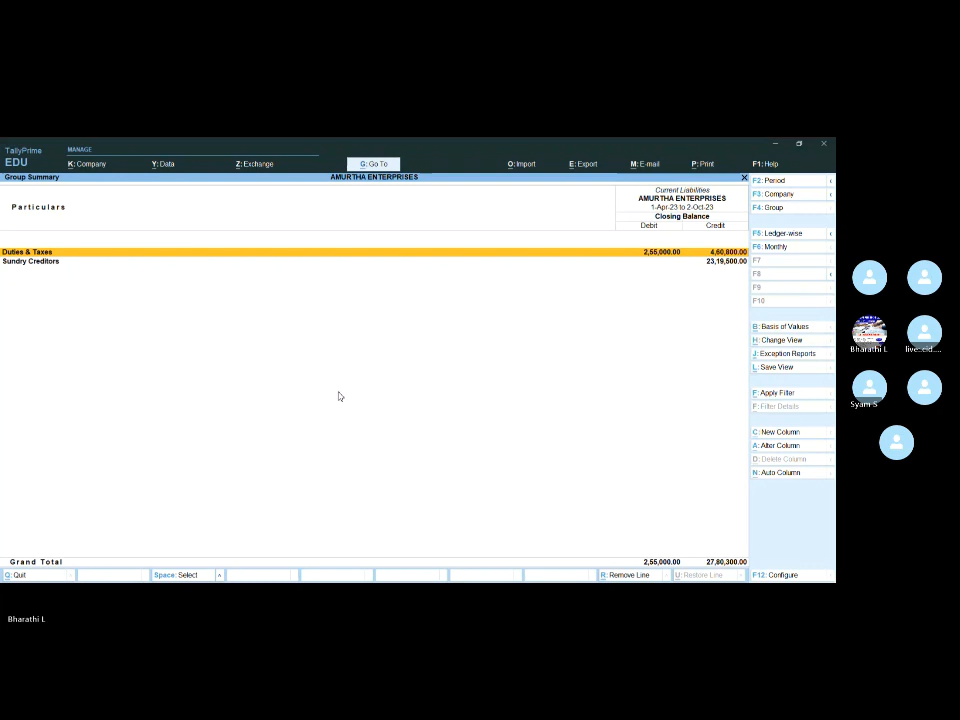 TallyPrime
EDU
MANAGE
K: Company
Y: Data
Z: Exchange
G: Go To
O: Import
E: Export
M: E-mail
P: Print
F1: Help
Group Summary
AMURTHA ENTERPRISES
Particulars
Current Liabilities
AMURTHA ENTERPRISES
1-Apr-23 to 2-Oct-23
Closing Balance
Debit Credit
Duties & Taxes 2,55,000.00 4,60,800.00
Sundry Creditors 23,19,500.00
Grand Total 2,55,000.00 27,80,300.00
F2: Period
F3: Company
F4: Group
F5: Ledger-wise
F6: Monthly
F7
F8
F9
F10
B: Basis of Values
H: Change View
J: Exception Reports
L: Save View
F: Apply Filter
F: Filter Details
C: New Column
A: Alter Column
D: Delete Column
N: Auto Column
Q: Quit
Space: Select
R: Remove Line
U: Restore Line
F12: Configure
Bharathi L
live:.cid....
Syam S
Bharathi L